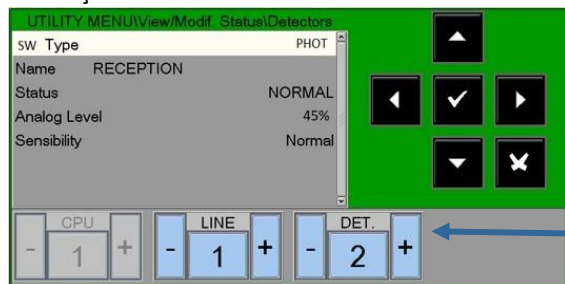 UTILITY MENU\View/Modif. Status\Detectors
SW Type PHOT
Name RECEPTION
Status NORMAL
Analog Level 45%
Sensibility Normal
CPU LINE DET.
- 1 + - 1 + - 2 +